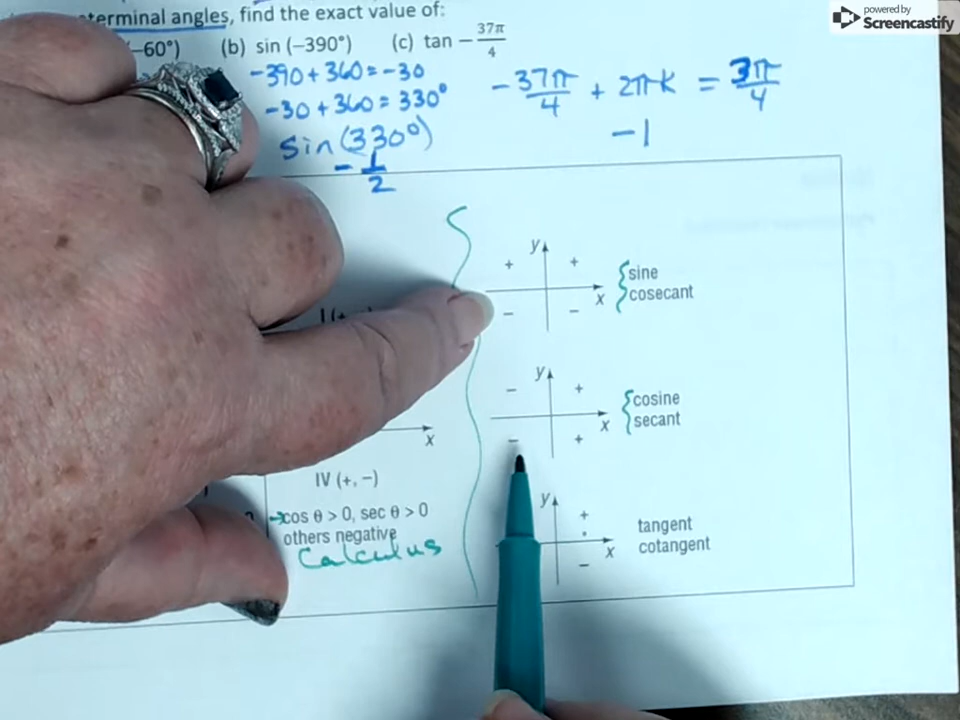 terminal angles, find the exact value of:
–60°) (b) sin (–390°) (c) tan – 37π/4
-390 + 360 = -30
-30 + 360 = 330°
sin (330°)
- 1/2
- 37π/4 + 2πK = 3π/4
-1
y
+ +
x
- -
sine
cosecant
y
- +
x
- +
cosine
secant
x
IV (+, –)
→cos θ > 0, sec θ > 0
others negative
Calculus
y
+
x
-
tangent
cotangent
powered by
Screencastify